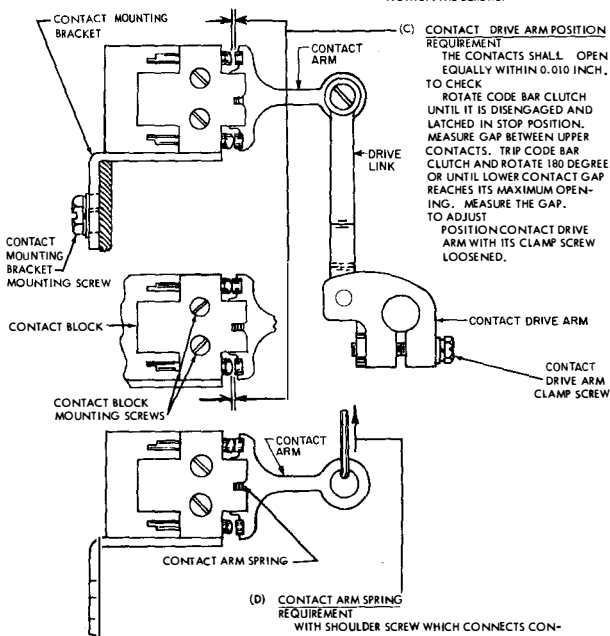 CONTACT MOUNTING
BRACKET
CONTACT
ARM
(C) CONTACT DRIVE ARM POSITION
REQUIREMENT
THE CONTACTS SHALL OPEN
EQUALLY WITHIN 0.010 INCH.
TO CHECK
ROTATE CODE BAR CLUTCH
UNTIL IT IS DISENGAGED AND
LATCHED IN STOP POSITION.
MEASURE GAP BETWEEN UPPER
CONTACTS. TRIP CODE BAR
CLUTCH AND ROTATE 180 DEGREE
OR UNTIL LOWER CONTACT GAP
REACHES ITS MAXIMUM OPEN-
ING. MEASURE THE GAP.
TO ADJUST
POSITION CONTACT DRIVE
ARM WITH ITS CLAMP SCREW
LOOSENED.
DRIVE
LINK
CONTACT
MOUNTING
BRACKET
MOUNTING SCREW
CONTACT BLOCK
CONTACT DRIVE ARM
CONTACT
DRIVE ARM
CLAMP SCREW
CONTACT BLOCK
MOUNTING SCREWS
CONTACT
ARM
CONTACT ARM SPRING
(D) CONTACT ARM SPRING
REQUIREMENT
WITH SHOULDER SCREW WHICH CONNECTS CON-